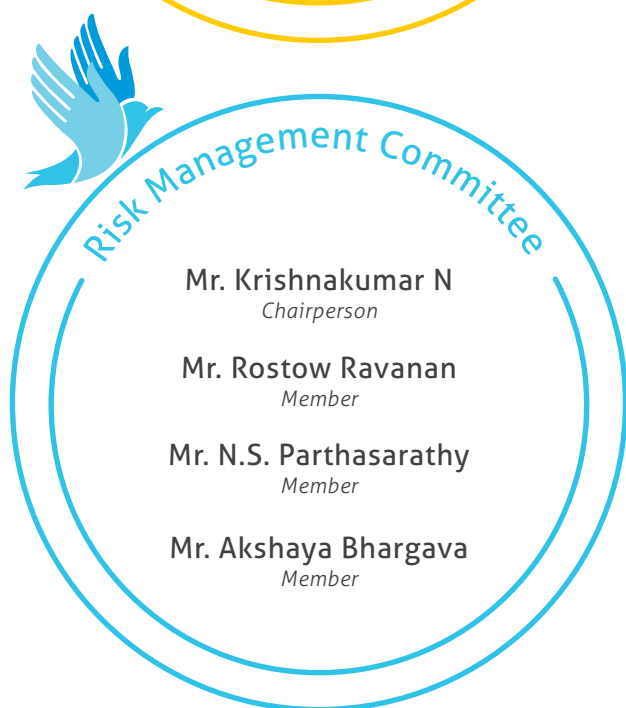 Risk Management Committee
Mr. Krishnakumar N
Chairperson
Mr. Rostow Ravanan
Member
Mr. N.S. Parthasarathy
Member
Mr. Akshaya Bhargava
Member